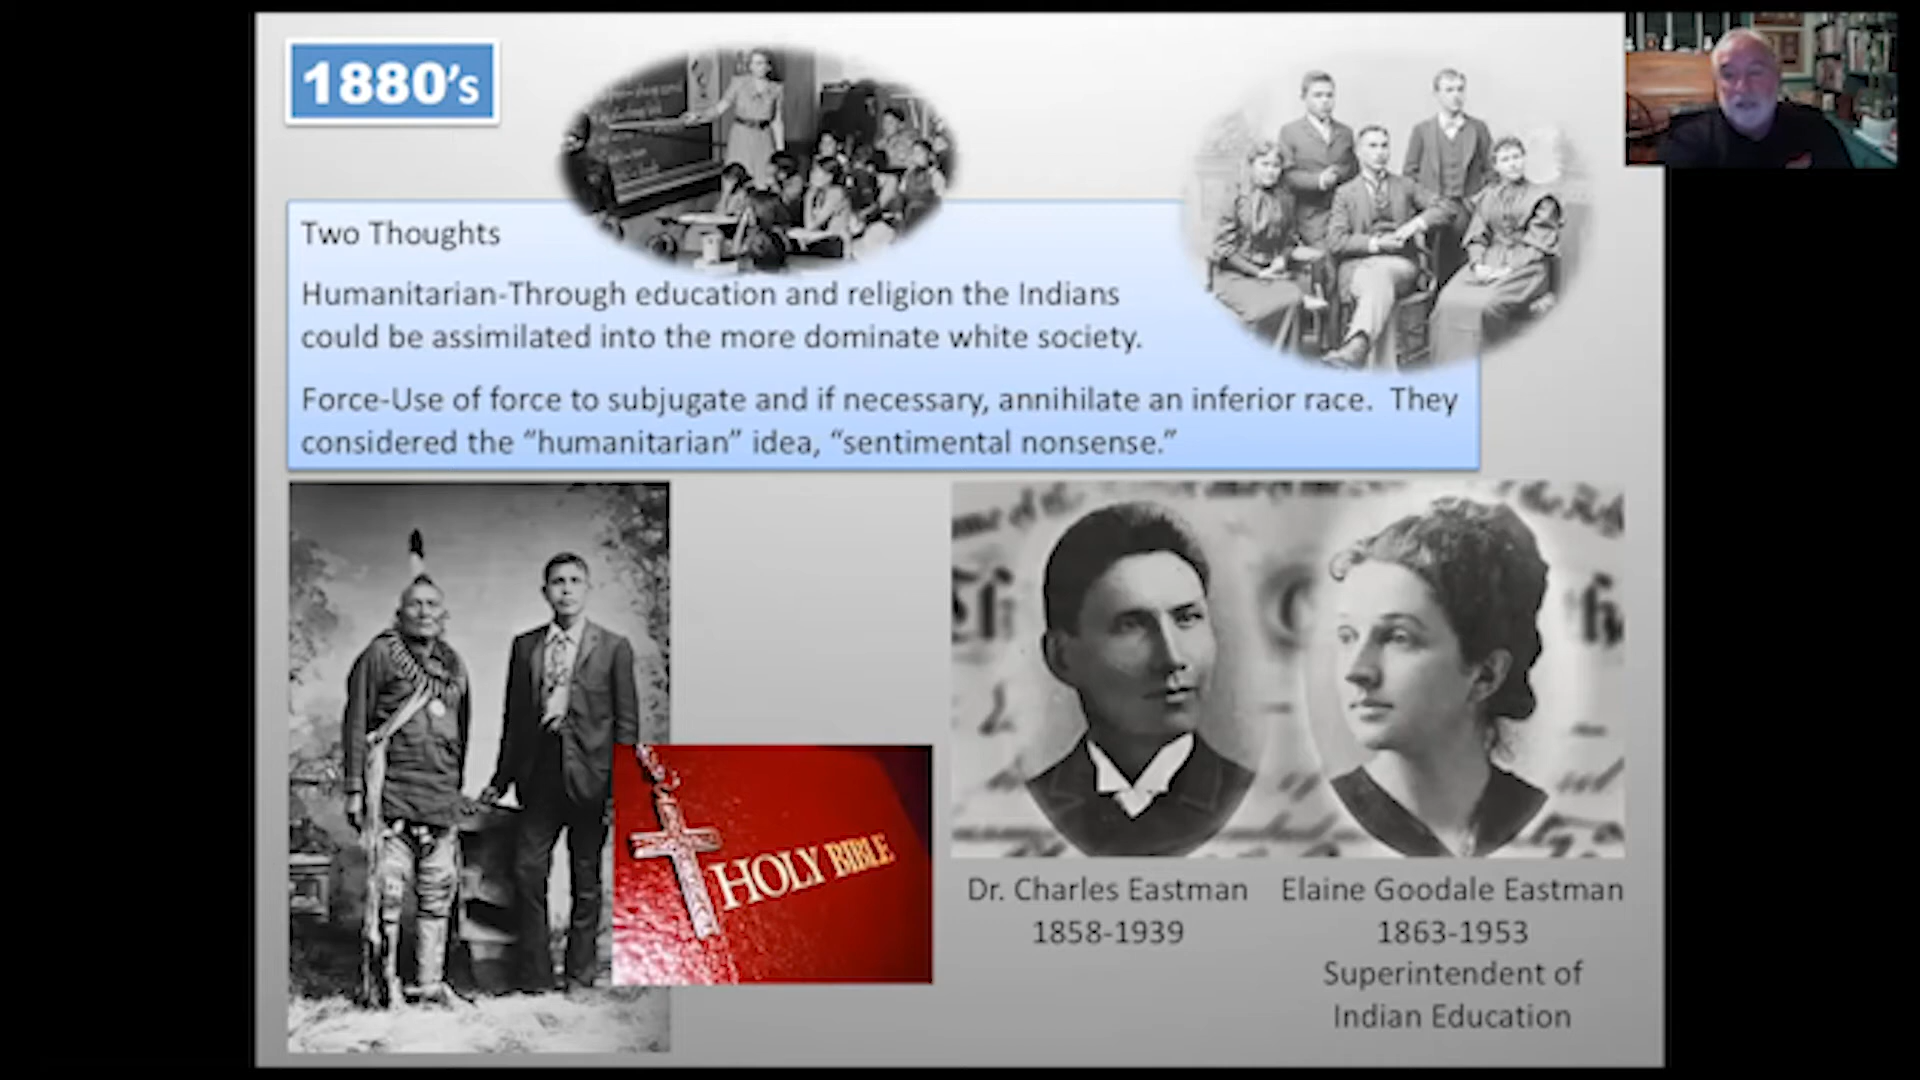 1880's
Two Thoughts
Humanitarian-Through education and religion the Indians
could be assimilated into the more dominate white society.
Force-Use of force to subjugate and if necessary, annihilate an inferior race. They
considered the “humanitarian” idea, “sentimental nonsense.”
HOLY BIBLE
Dr. Charles Eastman
1858-1939
Elaine Goodale Eastman
1863-1953
Superintendent of
Indian Education